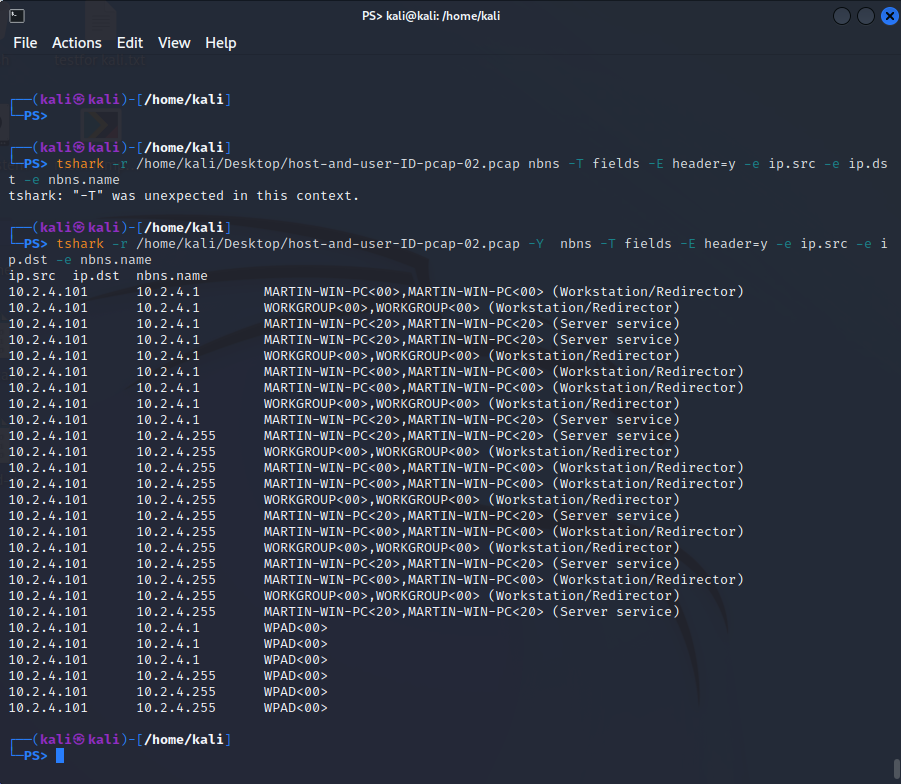 PS> kali@kali: /home/kali
File Actions Edit View Help
┌──(kali㉿kali)-[/home/kali]
└─PS>
┌──(kali㉿kali)-[/home/kali]
└─PS> tshark -r /home/kali/Desktop/host-and-user-ID-pcap-02.pcap nbns -T fields -E header=y -e ip.src -e ip.ds
t -e nbns.name
tshark: "-T" was unexpected in this context.
┌──(kali㉿kali)-[/home/kali]
└─PS> tshark -r /home/kali/Desktop/host-and-user-ID-pcap-02.pcap -Y  nbns -T fields -E header=y -e ip.src -e i
p.dst -e nbns.name
ip.src  ip.dst  nbns.name
10.2.4.101      10.2.4.1        MARTIN-WIN-PC<00>,MARTIN-WIN-PC<00> (Workstation/Redirector)
10.2.4.101      10.2.4.1        WORKGROUP<00>,WORKGROUP<00> (Workstation/Redirector)
10.2.4.101      10.2.4.1        MARTIN-WIN-PC<20>,MARTIN-WIN-PC<20> (Server service)
10.2.4.101      10.2.4.1        MARTIN-WIN-PC<20>,MARTIN-WIN-PC<20> (Server service)
10.2.4.101      10.2.4.1        WORKGROUP<00>,WORKGROUP<00> (Workstation/Redirector)
10.2.4.101      10.2.4.1        MARTIN-WIN-PC<00>,MARTIN-WIN-PC<00> (Workstation/Redirector)
10.2.4.101      10.2.4.1        MARTIN-WIN-PC<00>,MARTIN-WIN-PC<00> (Workstation/Redirector)
10.2.4.101      10.2.4.1        WORKGROUP<00>,WORKGROUP<00> (Workstation/Redirector)
10.2.4.101      10.2.4.1        MARTIN-WIN-PC<20>,MARTIN-WIN-PC<20> (Server service)
10.2.4.101      10.2.4.255      MARTIN-WIN-PC<20>,MARTIN-WIN-PC<20> (Server service)
10.2.4.101      10.2.4.255      WORKGROUP<00>,WORKGROUP<00> (Workstation/Redirector)
10.2.4.101      10.2.4.255      MARTIN-WIN-PC<00>,MARTIN-WIN-PC<00> (Workstation/Redirector)
10.2.4.101      10.2.4.255      MARTIN-WIN-PC<00>,MARTIN-WIN-PC<00> (Workstation/Redirector)
10.2.4.101      10.2.4.255      WORKGROUP<00>,WORKGROUP<00> (Workstation/Redirector)
10.2.4.101      10.2.4.255      MARTIN-WIN-PC<20>,MARTIN-WIN-PC<20> (Server service)
10.2.4.101      10.2.4.255      MARTIN-WIN-PC<00>,MARTIN-WIN-PC<00> (Workstation/Redirector)
10.2.4.101      10.2.4.255      WORKGROUP<00>,WORKGROUP<00> (Workstation/Redirector)
10.2.4.101      10.2.4.255      MARTIN-WIN-PC<20>,MARTIN-WIN-PC<20> (Server service)
10.2.4.101      10.2.4.255      MARTIN-WIN-PC<00>,MARTIN-WIN-PC<00> (Workstation/Redirector)
10.2.4.101      10.2.4.255      WORKGROUP<00>,WORKGROUP<00> (Workstation/Redirector)
10.2.4.101      10.2.4.255      MARTIN-WIN-PC<20>,MARTIN-WIN-PC<20> (Server service)
10.2.4.101      10.2.4.1        WPAD<00>
10.2.4.101      10.2.4.1        WPAD<00>
10.2.4.101      10.2.4.1        WPAD<00>
10.2.4.101      10.2.4.255      WPAD<00>
10.2.4.101      10.2.4.255      WPAD<00>
10.2.4.101      10.2.4.255      WPAD<00>
┌──(kali㉿kali)-[/home/kali]
└─PS>